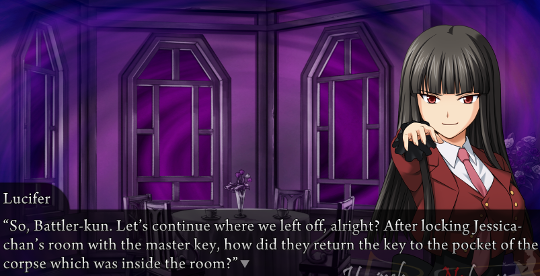 Lucifer
“So, Battler-kun. Let’s continue where we left off, alright? After locking Jessica-
chan’s room with the master key, how did they return the key to the pocket of the
corpse which was inside the room?”